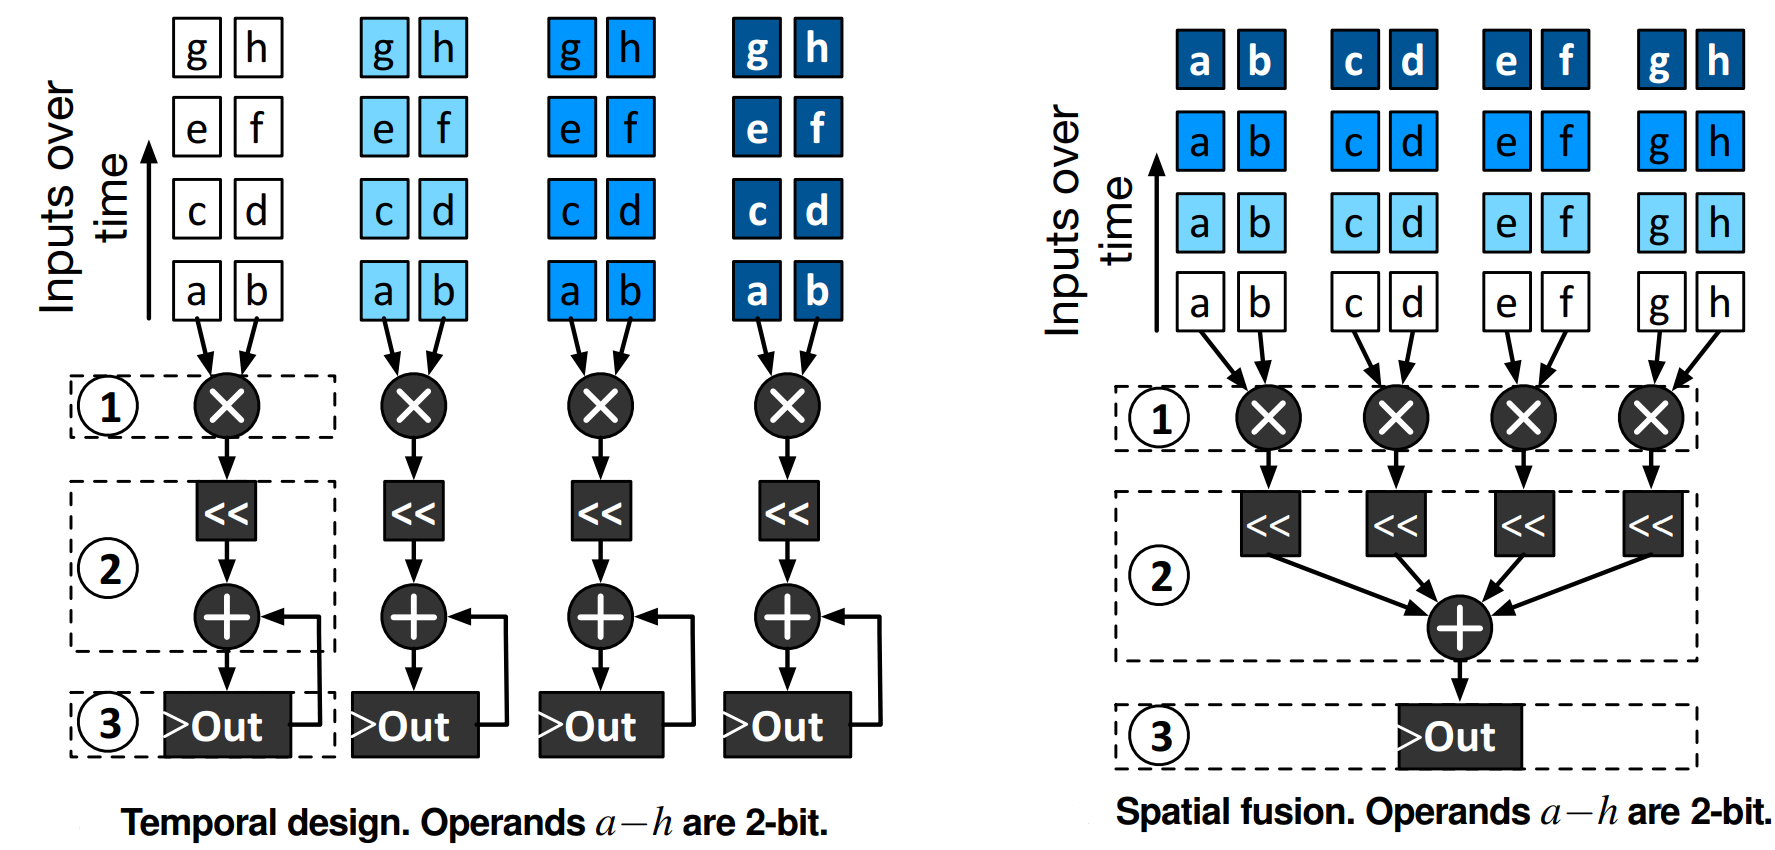 Inputs over
time
g h g h g h g h
e f e f e f e f
c d c d c d c d
a b a b a b a b
1
<< << << <<
2
3
>Out >Out >Out >Out
Temporal design. Operands a−h are 2-bit.
Inputs over
time
a b c d e f g h
a b c d e f g h
a b c d e f g h
a b c d e f g h
1
<< << << <<
2
3
>Out
Spatial fusion. Operands a−h are 2-bit.